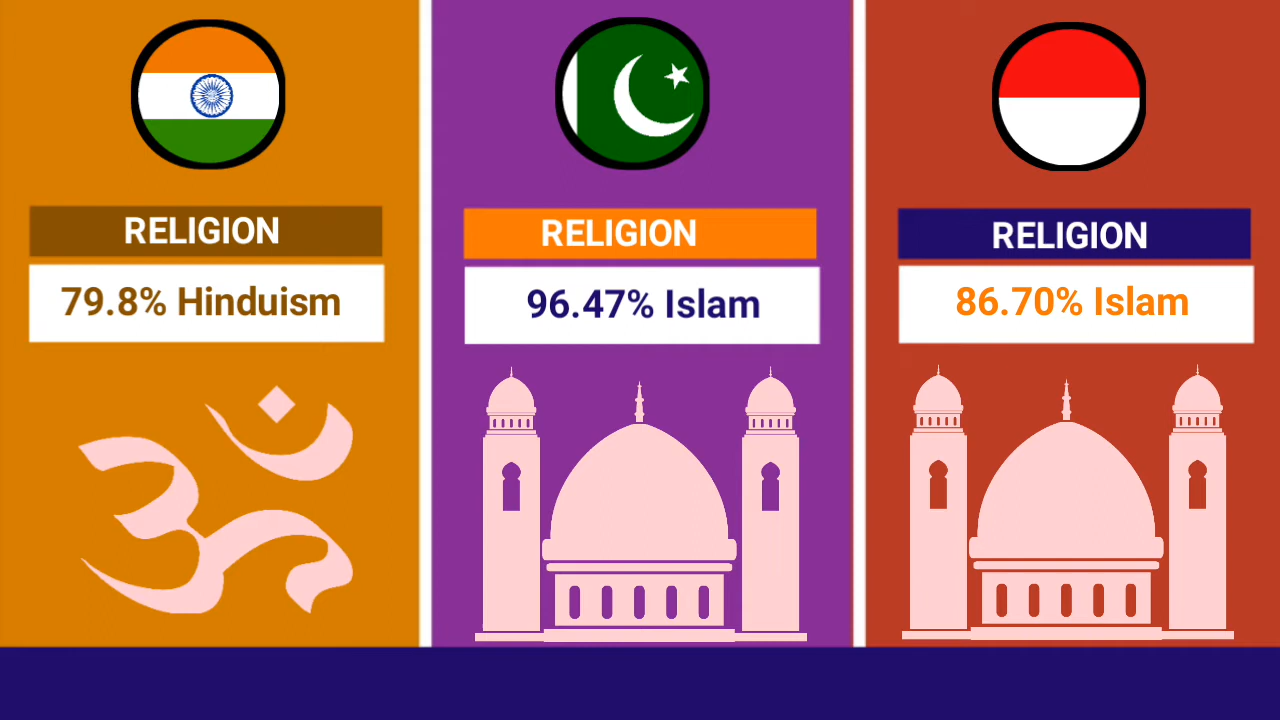 RELIGION
79.8% Hinduism
RELIGION
96.47% Islam
RELIGION
86.70% Islam